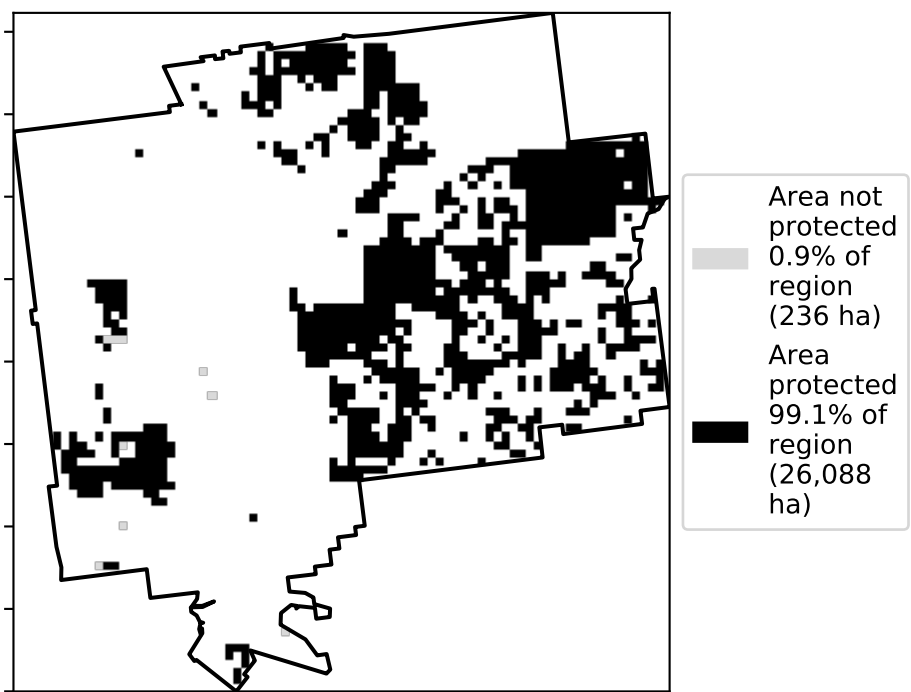 Area not
protected
0.9% of
region
(236 ha)
Area
protected
99.1% of
region
(26,088
ha)